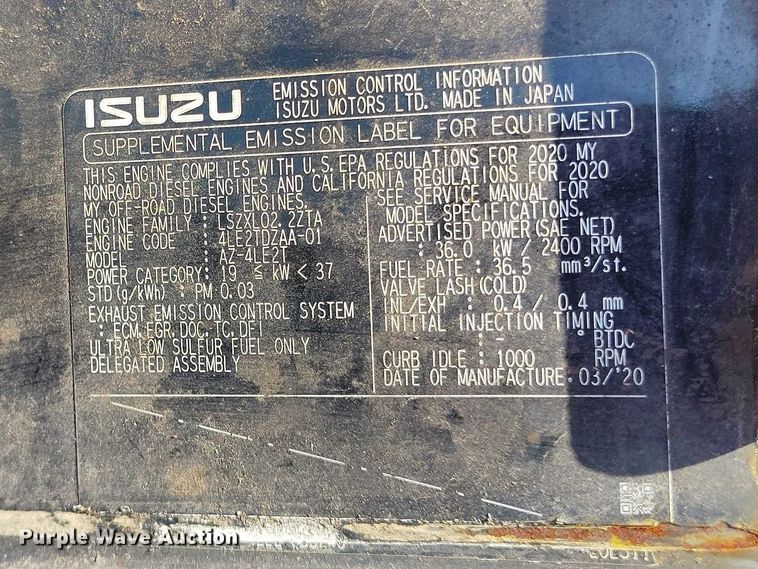 ISUZU
EMISSION CONTROL INFORMATION
ISUZU MOTORS LTD. MADE IN JAPAN
SUPPLEMENTAL EMISSION LABEL FOR EQUIPMENT
THIS ENGINE COMPLIES WITH U.S.EPA REGULATIONS FOR 2020 MY
NONROAD DIESEL ENGINES AND CALIFORNIA REGULATIONS FOR 2020
MY OFF-ROAD DIESEL ENGINES.
ENGINE FAMILY : LSZXL02.2ZTA
ENGINE CODE : 4LE2TDZAA-01
MODEL : AZ-4LE2T
POWER CATEGORY: 19 ≦ kW < 37
STD (g/kWh) : PM 0.03
EXHAUST EMISSION CONTROL SYSTEM
: ECM,EGR,DOC,TC,DFI
ULTRA LOW SULFUR FUEL ONLY
DELEGATED ASSEMBLY
SEE SERVICE MANUAL FOR
MODEL SPECIFICATIONS.
ADVERTISED POWER(SAE NET)
: 36.0 kW / 2400 RPM
FUEL RATE : 36.5 mm³/st.
VALVE LASH(COLD)
INL/EXH : 0.4 / 0.4 mm
INITIAL INJECTION TIMING
: - ° BTDC
CURB IDLE : 1000 RPM
DATE OF MANUFACTURE:03/'20
Purple Wave Auction